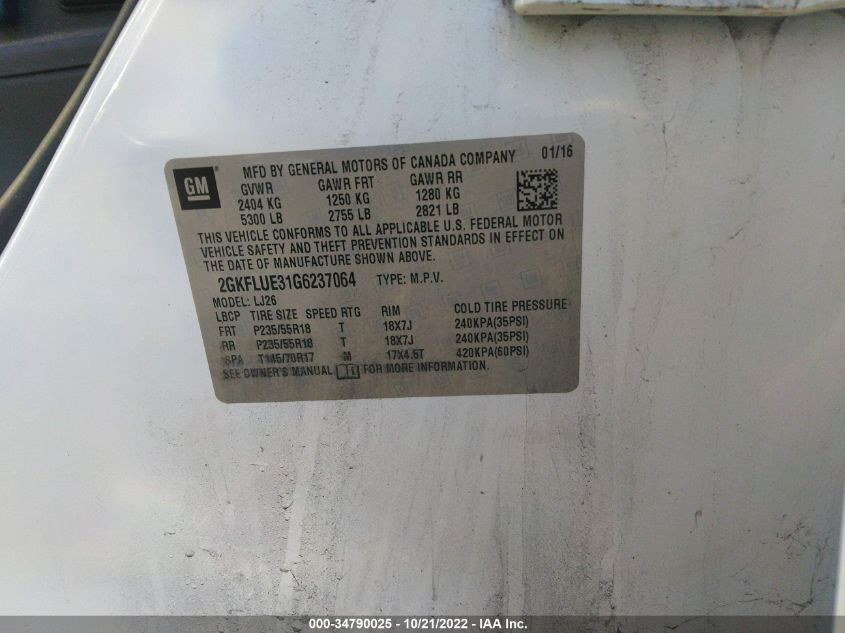 GM
MFD BY GENERAL MOTORS OF CANADA COMPANY 01/16
GVWR GAWR FRT GAWR RR
2404 KG 1250 KG 1280 KG
5300 LB 2755 LB 2821 LB
THIS VEHICLE CONFORMS TO ALL APPLICABLE U.S. FEDERAL MOTOR
VEHICLE SAFETY AND THEFT PREVENTION STANDARDS IN EFFECT ON
THE DATE OF MANUFACTURE SHOWN ABOVE.
2GKFLUE31G6237064 TYPE: M.P.V.
MODEL: LJ26
LBCP TIRE SIZE SPEED RTG RIM COLD TIRE PRESSURE
FRT P235/55R18 T 18X7J 240KPA(35PSI)
RR P235/55R18 T 18X7J 240KPA(35PSI)
SPA T145/70R17 M 17X4.5T 420KPA(60PSI)
SEE OWNER'S MANUAL FOR MORE INFORMATION.
000-34790025 - 10/21/2022 - IAA Inc.